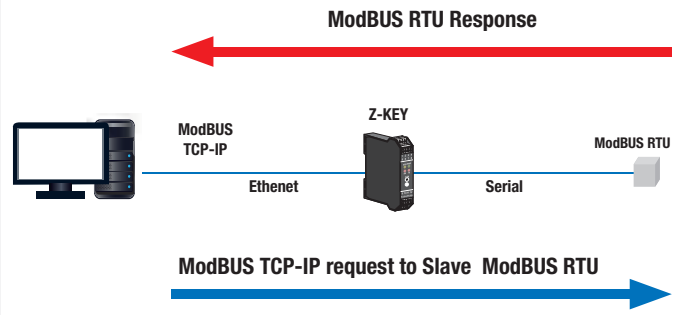 ModBUS RTU Response
Z-KEY
ModBUS
TCP-IP
ModBUS RTU
Ethenet
Serial
ModBUS TCP-IP request to Slave ModBUS RTU